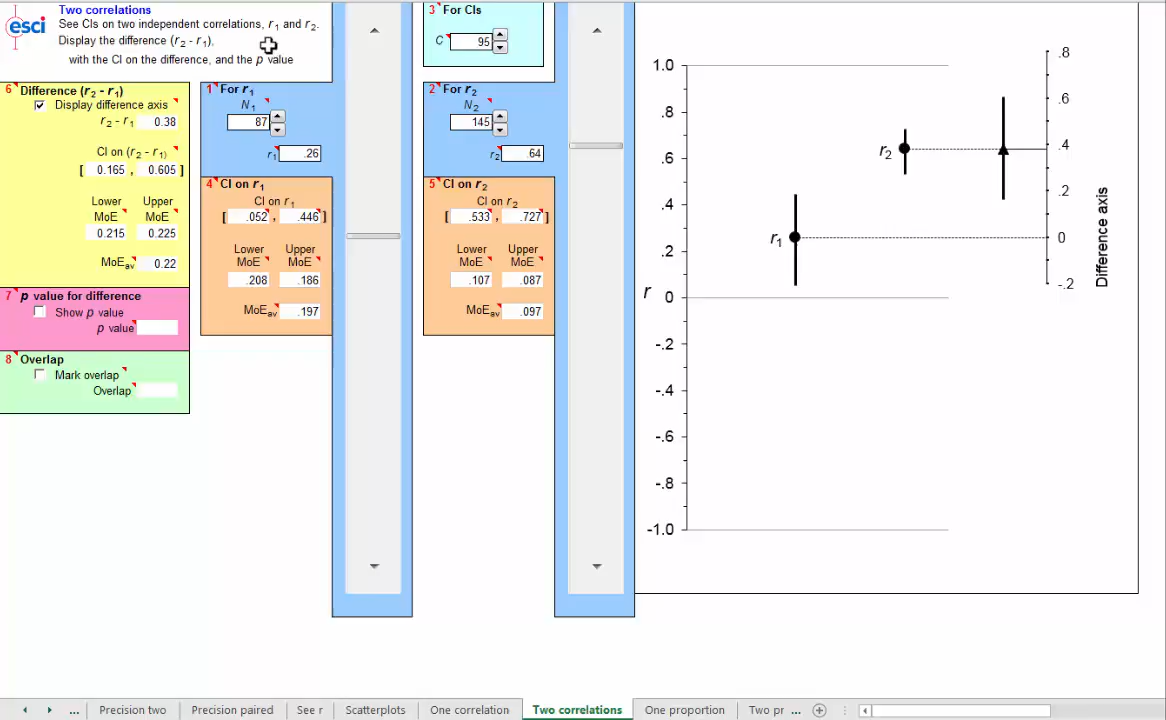 esci
Two correlations
See CIs on two independent correlations, r1 and r2.
Display the difference (r2 - r1),
with the CI on the difference, and the p value
6 Difference (r2 - r1)
Display difference axis
r2 - r1 0.38
CI on (r2 - r1)
[ 0.165 , 0.605 ]
Lower Upper
MoE MoE
0.215 0.225
MoEav 0.22
7 p value for difference
Show p value
p value
8 Overlap
Mark overlap
Overlap
1 For r1
N1
87
r1 .26
4 CI on r1
CI on r1
[ .052 , .446 ]
Lower Upper
MoE MoE
.208 .186
MoEav .197
3 For CIs
C 95
2 For r2
N2
145
r2 .64
5 CI on r2
CI on r2
[ .533 , .727 ]
Lower Upper
MoE MoE
.107 .087
MoEav .097
1.0
.8
.6
.4
.2
0
-.2
-.4
-.6
-.8
-1.0
r
r1
r2
.8
.6
.4
.2
0
-.2
Difference axis
... Precision two Precision paired See r Scatterplots One correlation Two correlations One proportion Two pr ...